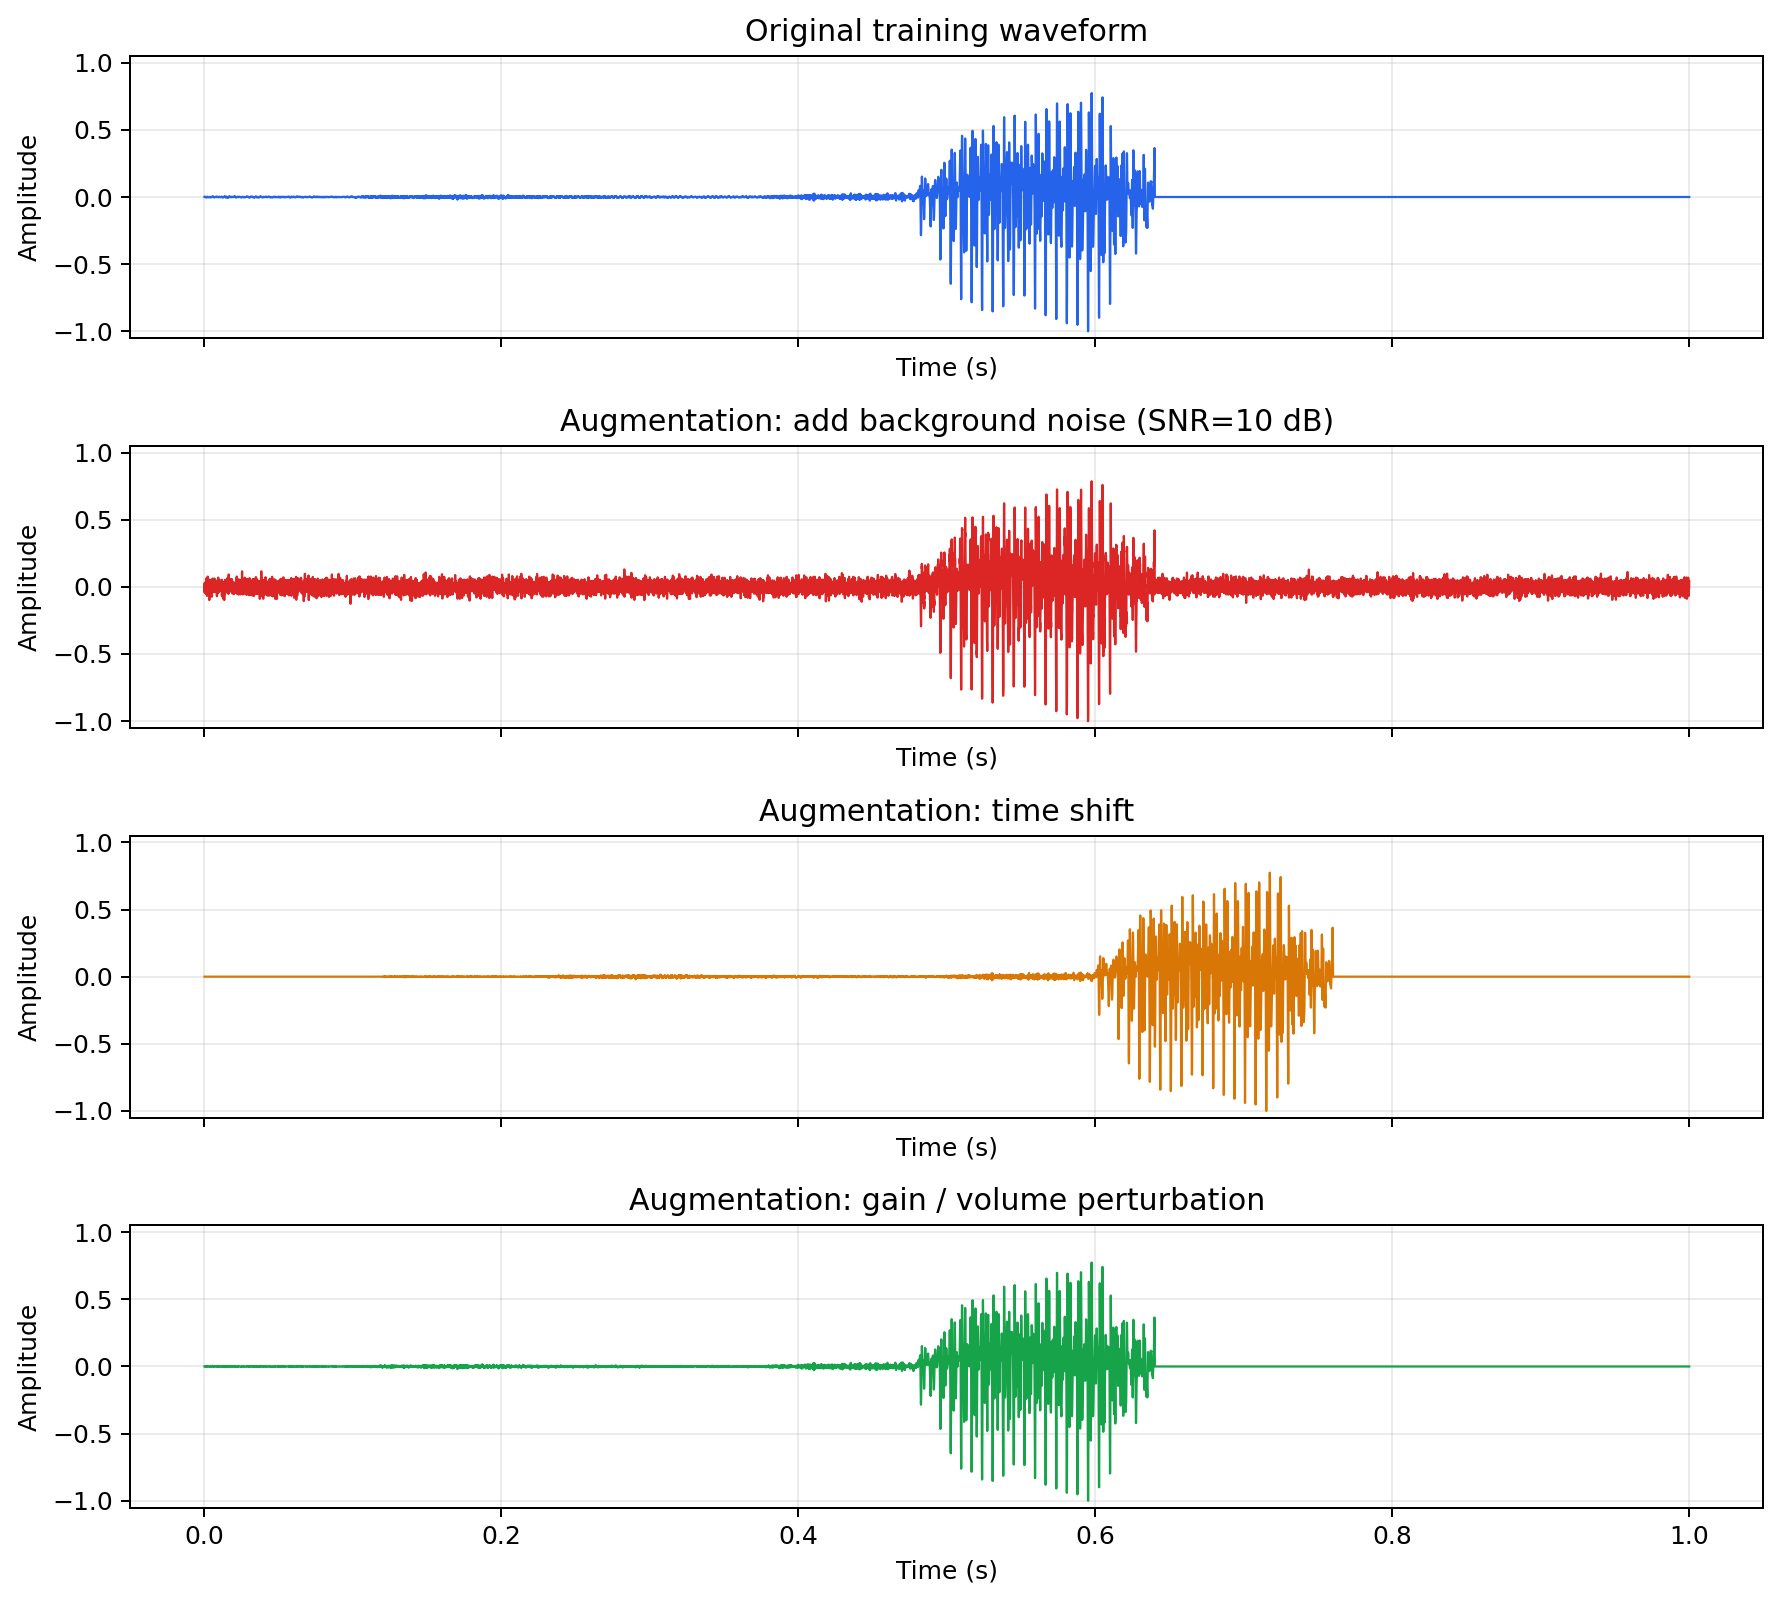 Original training waveform
1.0
0.5
0.0
−0.5
−1.0
Amplitude
Time (s)
Augmentation: add background noise (SNR=10 dB)
1.0
0.5
0.0
−0.5
−1.0
Amplitude
Time (s)
Augmentation: time shift
1.0
0.5
0.0
−0.5
−1.0
Amplitude
Time (s)
Augmentation: gain / volume perturbation
1.0
0.5
0.0
−0.5
−1.0
Amplitude
0.0 0.2 0.4 0.6 0.8 1.0
Time (s)